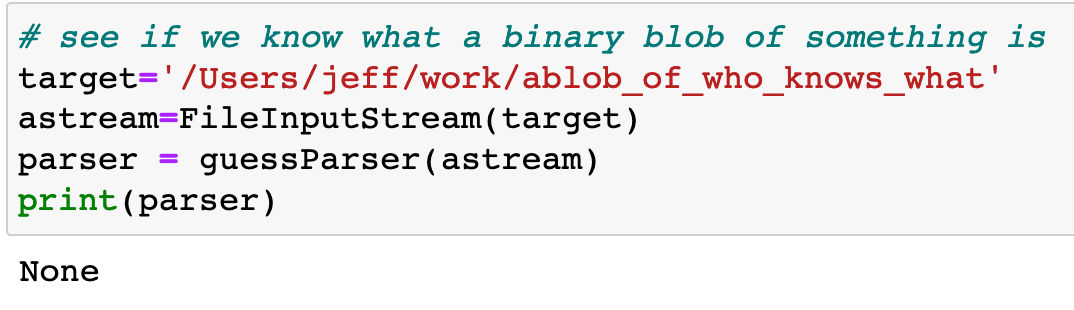 # see if we know what a binary blob of something is
target='/Users/jeff/work/ablob_of_who_knows_what'
astream=FileInputStream(target)
parser = guessParser(astream)
print(parser)
None